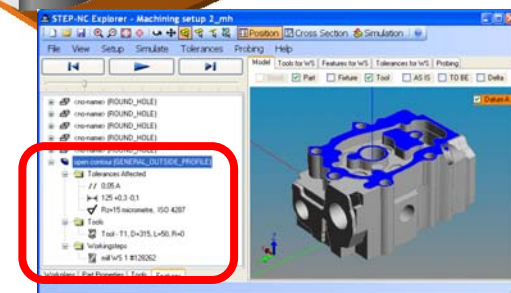 STEP-NC Explorer - Machining setup 2_mh
Position Cross Section Simulation
File View Setup Simulate Tolerances Probing Help
Model Tools for WS Features for WS Tolerances for WS Probing
Part Fixture Tool AS IS TO BE Delta
Datum A
<no-name> (ROUND_HOLE)
<no-name> (ROUND_HOLE)
<no-name> (ROUND_HOLE)
<no-name> (ROUND_HOLE)
open contour (GENERAL_OUTSIDE_PROFILE)
Tolerances Affected
// 0,05 A
125 +0,3 -0,1
Rz=15 micrometre, ISO 4287
Tools
Tool - T1, D=315, L=50, R=0
Workingsteps
mill WS 1 #128262
Workplans Part Properties Tools Features